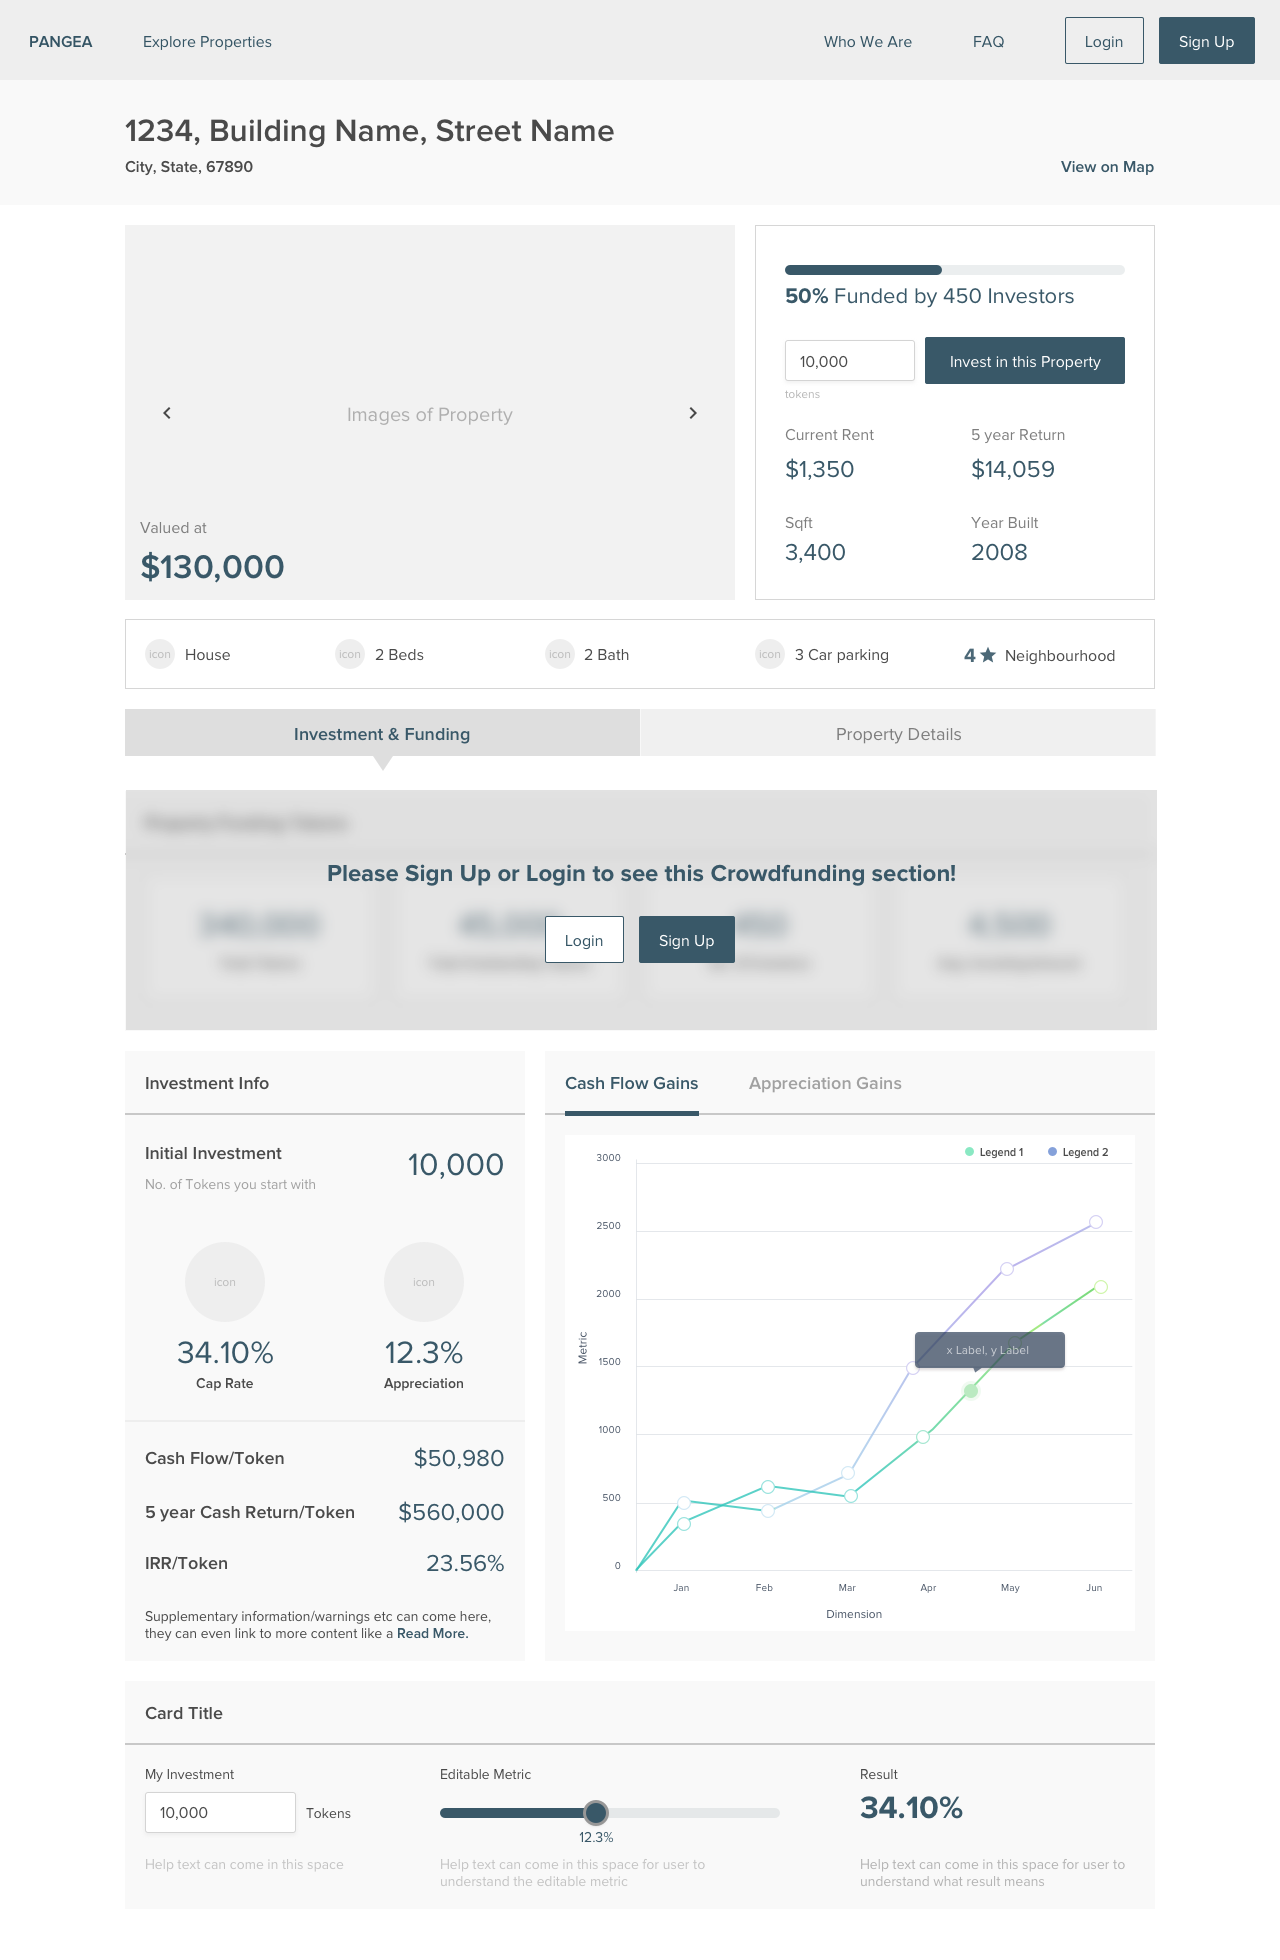 PANGEA
Explore Properties
Who We Are
FAQ
Login
Sign Up
1234, Building Name, Street Name
City, State, 67890
View on Map
Images of Property
Valued at
$130,000
50% Funded by 450 Investors
10,000
Invest in this Property
tokens
Current Rent
5 year Return
$1,350
$14,059
Sqft
Year Built
3,400
2008
icon
House
icon
2 Beds
icon
2 Bath
icon
3 Car parking
4
Neighbourhood
Investment & Funding
Property Details
Please Sign Up or Login to see this Crowdfunding section!
Login
Sign Up
Investment Info
Initial Investment
10,000
No. of Tokens you start with
icon
icon
34.10%
12.3%
Cap Rate
Appreciation
Cash Flow/Token
$50,980
5 year Cash Return/Token
$560,000
IRR/Token
23.56%
Supplementary information/warnings etc can come here,
they can even link to more content like a Read More.
Cash Flow Gains
Appreciation Gains
Legend 1
Legend 2
3000
2500
2000
1500
1000
500
0
Metric
x Label, y Label
Jan
Feb
Mar
Apr
May
Jun
Dimension
Card Title
My Investment
10,000
Tokens
Help text can come in this space
Editable Metric
12.3%
Help text can come in this space for user to
understand the editable metric
Result
34.10%
Help text can come in this space for user to
understand what result means